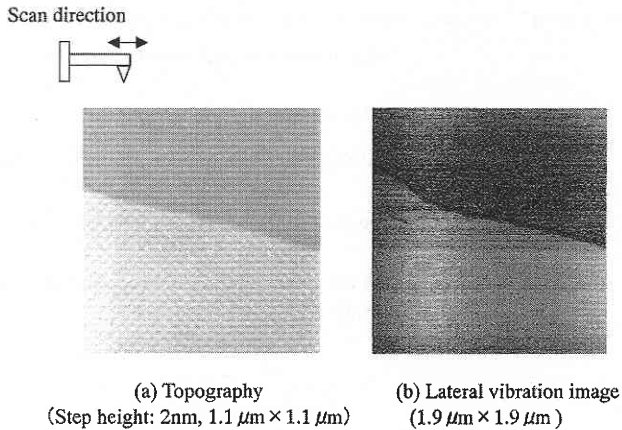 Scan direction
(a) Topography
(Step height: 2nm, 1.1 μm × 1.1 μm)
(b) Lateral vibration image
(1.9 μm × 1.9 μm )